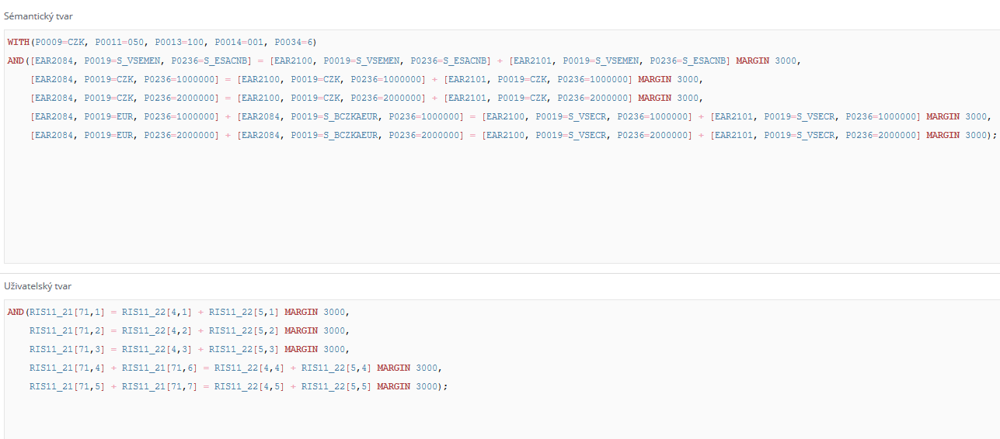 Sémantický tvar
WITH(P0009=CZK, P0011=050, P0013=100, P0014=001, P0034=6)
AND([EAR2084, P0019=S_VSEMEN, P0236=S_ESACNB] = [EAR2100, P0019=S_VSEMEN, P0236=S_ESACNB] + [EAR2101, P0019=S_VSEMEN, P0236=S_ESACNB] MARGIN 3000,
[EAR2084, P0019=CZK, P0236=1000000] = [EAR2100, P0019=CZK, P0236=1000000] + [EAR2101, P0019=CZK, P0236=1000000] MARGIN 3000,
[EAR2084, P0019=CZK, P0236=2000000] = [EAR2100, P0019=CZK, P0236=2000000] + [EAR2101, P0019=CZK, P0236=2000000] MARGIN 3000,
[EAR2084, P0019=EUR, P0236=1000000] + [EAR2084, P0019=S_BCZKAEUR, P0236=1000000] = [EAR2100, P0019=S_VSECR, P0236=1000000] + [EAR2101, P0019=S_VSECR, P0236=1000000] MARGIN 3000,
[EAR2084, P0019=EUR, P0236=2000000] + [EAR2084, P0019=S_BCZKAEUR, P0236=2000000] = [EAR2100, P0019=S_VSECR, P0236=2000000] + [EAR2101, P0019=S_VSECR, P0236=2000000] MARGIN 3000);
Uživatelský tvar
AND(RIS11_21[71,1] = RIS11_22[4,1] + RIS11_22[5,1] MARGIN 3000,
RIS11_21[71,2] = RIS11_22[4,2] + RIS11_22[5,2] MARGIN 3000,
RIS11_21[71,3] = RIS11_22[4,3] + RIS11_22[5,3] MARGIN 3000,
RIS11_21[71,4] + RIS11_21[71,6] = RIS11_22[4,4] + RIS11_22[5,4] MARGIN 3000,
RIS11_21[71,5] + RIS11_21[71,7] = RIS11_22[4,5] + RIS11_22[5,5] MARGIN 3000);